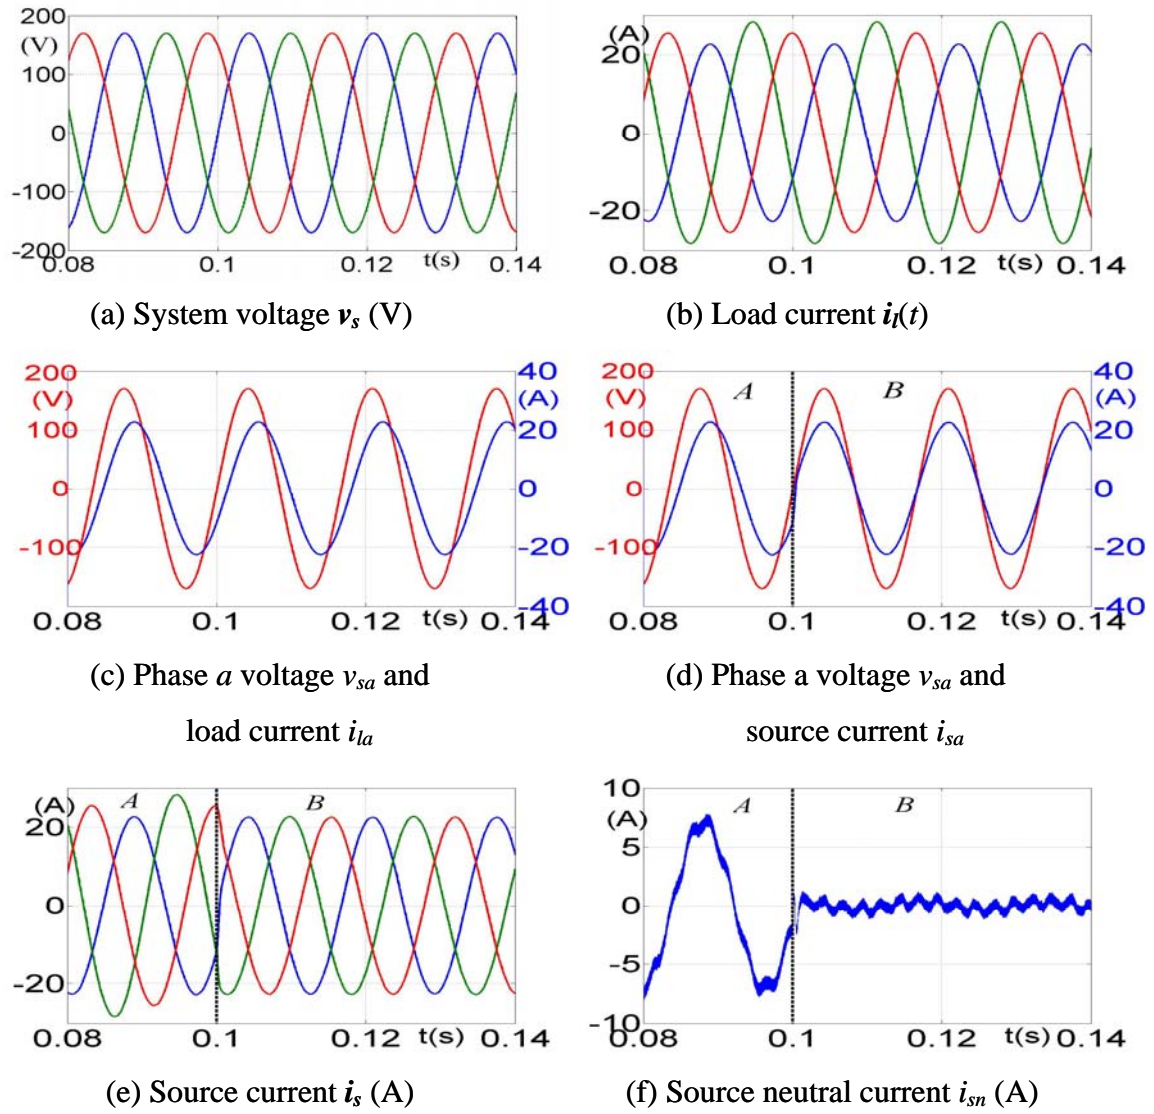 200
(V)
100
0
-100
-200
0.08
0.1
0.12
t(s)
0.14
(a) System voltage vs (V)
(A)
20
0
-20
0.08
0.1
0.12
t(s)
0.14
(b) Load current il(t)
200
(V)
100
0
-100
40
(A)
20
0
-20
-40
0.08
0.1
0.12
t(s)
0.14
(c) Phase a voltage vsa and
load current ila
200
(V)
100
0
-100
A
B
40
(A)
20
0
-20
-40
0.08
0.1
0.12
t(s)
0.14
(d) Phase a voltage vsa and
source current isa
(A)
20
0
-20
A
B
0.08
0.1
0.12
t(s)
0.14
(e) Source current is (A)
10
(A)
5
0
-5
-10
A
B
0.08
0.1
0.12
t(s)
0.14
(f) Source neutral current isn (A)